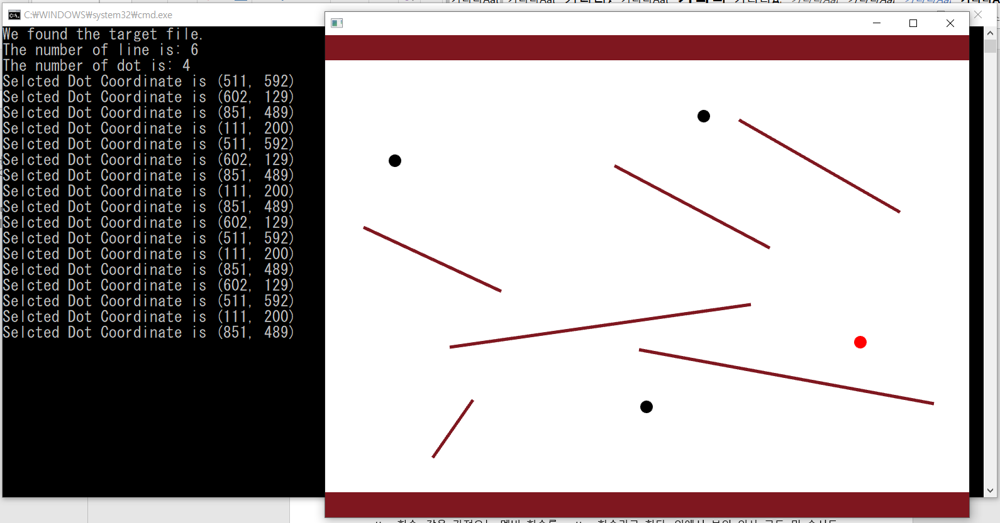 C:₩WINDOWS₩system32₩cmd.exe
We found the target file.
The number of line is: 6
The number of dot is: 4
Selcted Dot Coordinate is (511, 592)
Selcted Dot Coordinate is (602, 129)
Selcted Dot Coordinate is (851, 489)
Selcted Dot Coordinate is (111, 200)
Selcted Dot Coordinate is (511, 592)
Selcted Dot Coordinate is (602, 129)
Selcted Dot Coordinate is (851, 489)
Selcted Dot Coordinate is (111, 200)
Selcted Dot Coordinate is (851, 489)
Selcted Dot Coordinate is (602, 129)
Selcted Dot Coordinate is (511, 592)
Selcted Dot Coordinate is (111, 200)
Selcted Dot Coordinate is (851, 489)
Selcted Dot Coordinate is (602, 129)
Selcted Dot Coordinate is (511, 592)
Selcted Dot Coordinate is (111, 200)
Selcted Dot Coordinate is (851, 489)